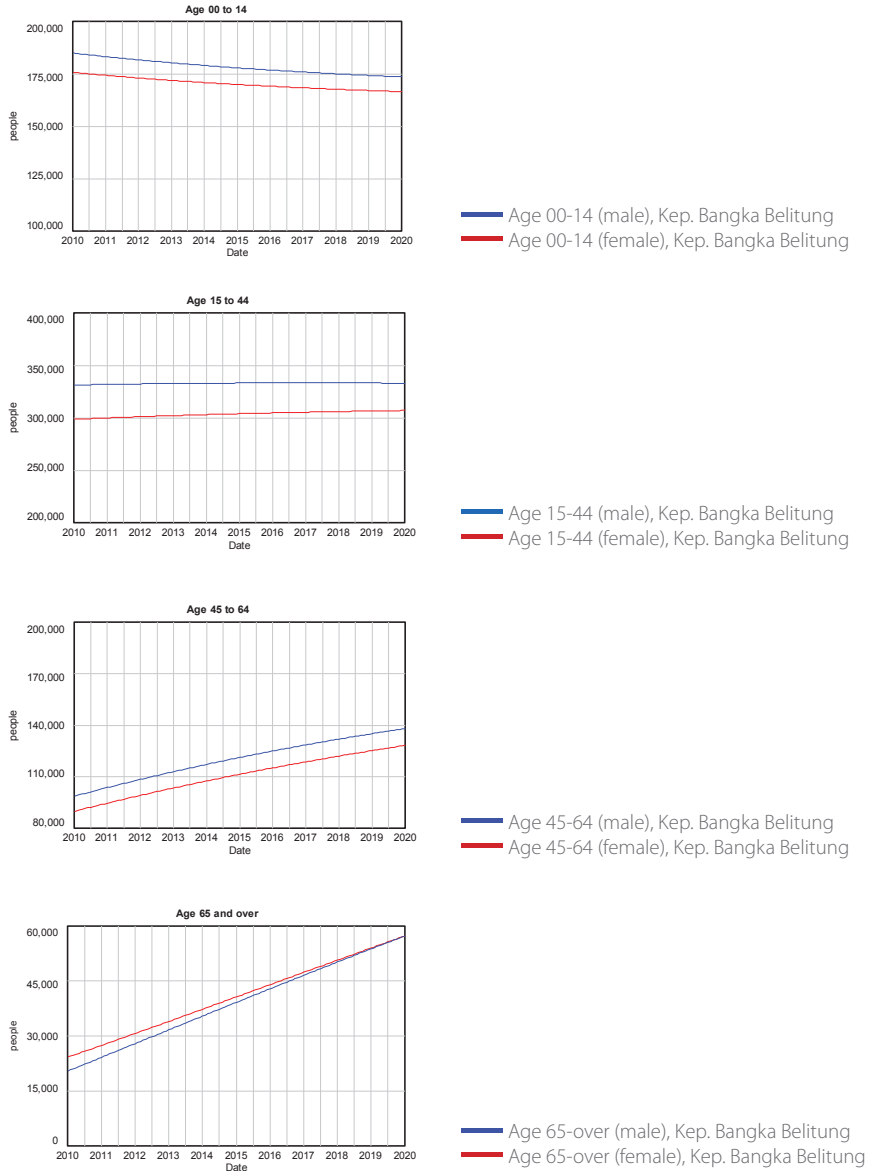 Age 00 to 14
200,000
175,000
150,000
125,000
100,000
people
2010 2011 2012 2013 2014 2015 2016 2017 2018 2019 2020
Date
Age 00-14 (male), Kep. Bangka Belitung
Age 00-14 (female), Kep. Bangka Belitung
Age 15 to 44
400,000
350,000
300,000
250,000
200,000
people
2010 2011 2012 2013 2014 2015 2016 2017 2018 2019 2020
Date
Age 15-44 (male), Kep. Bangka Belitung
Age 15-44 (female), Kep. Bangka Belitung
Age 45 to 64
200,000
170,000
140,000
110,000
80,000
people
2010 2011 2012 2013 2014 2015 2016 2017 2018 2019 2020
Date
Age 45-64 (male), Kep. Bangka Belitung
Age 45-64 (female), Kep. Bangka Belitung
Age 65 and over
60,000
45,000
30,000
15,000
0
people
2010 2011 2012 2013 2014 2015 2016 2017 2018 2019 2020
Date
Age 65-over (male), Kep. Bangka Belitung
Age 65-over (female), Kep. Bangka Belitung